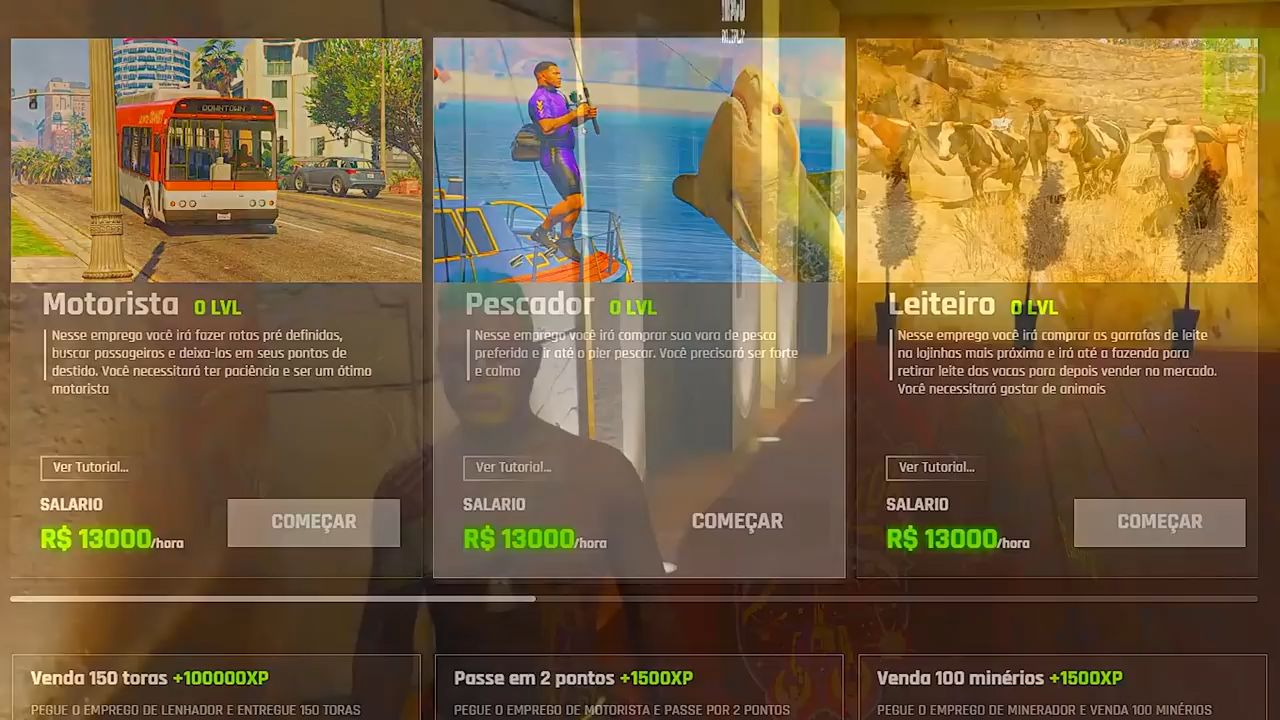 DOWNTOWN
Motorista 0 LVL
Nesse emprego você irá fazer rotas pré definidas,
buscar passageiros e deixa-los em seus pontos de
destido. Você necessitará ter paciência e ser um ótimo
motorista
Ver Tutorial...
SALARIO
R$ 13000/hora
COMEÇAR
Pescador 0 LVL
Nesse emprego você irá comprar sua vara de pesca
preferida e ir até o pier pescar. Você precisará ser forte
e calmo
Ver Tutorial...
SALARIO
R$ 13000/hora
COMEÇAR
Leiteiro 0 LVL
Nesse emprego você irá comprar as garrafas de leite
na lojinhas mais próxima e irá até a fazenda para
retirar leite das vacas para depois vender no mercado.
Você necessitará gostar de animais
Ver Tutorial...
SALARIO
R$ 13000/hora
COMEÇAR
Venda 150 toras +100000XP
PEGUE O EMPREGO DE LENHADOR E ENTREGUE 150 TORAS
Passe em 2 pontos +1500XP
PEGUE O EMPREGO DE MOTORISTA E PASSE POR 2 PONTOS
Venda 100 minérios +1500XP
PEGUE O EMPREGO DE MINERADOR E VENDA 100 MINÉRIOS